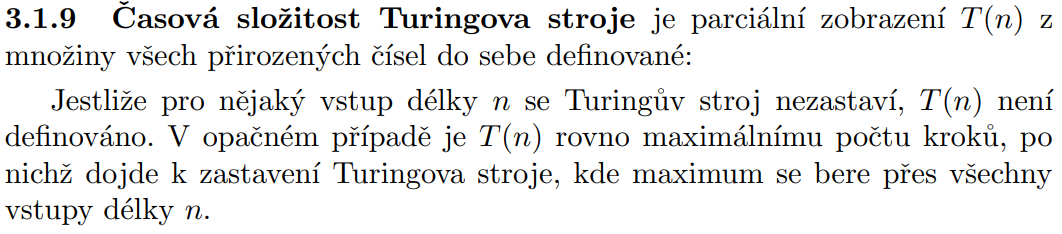 3.1.9 Časová složitost Turingova stroje je parciální zobrazení T(n) z
množiny všech přirozených čísel do sebe definované:
Jestliže pro nějaký vstup délky n se Turingův stroj nezastaví, T(n) není
definováno. V opačném případě je T(n) rovno maximálnímu počtu kroků, po
nichž dojde k zastavení Turingova stroje, kde maximum se bere přes všechny
vstupy délky n.